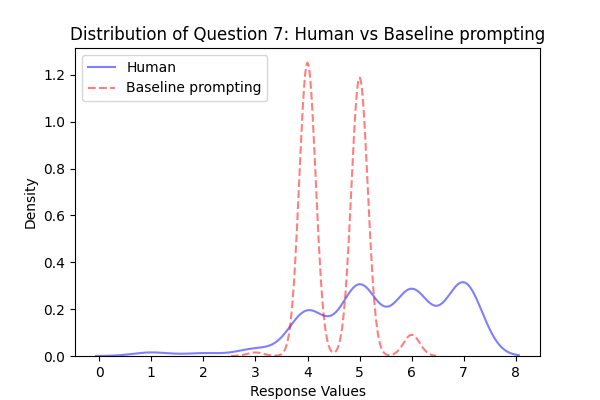 Distribution of Question 7: Human vs Baseline prompting
Human
Baseline prompting
Density
1.2
1.0
0.8
0.6
0.4
0.2
0.0
0 1 2 3 4 5 6 7 8
Response Values